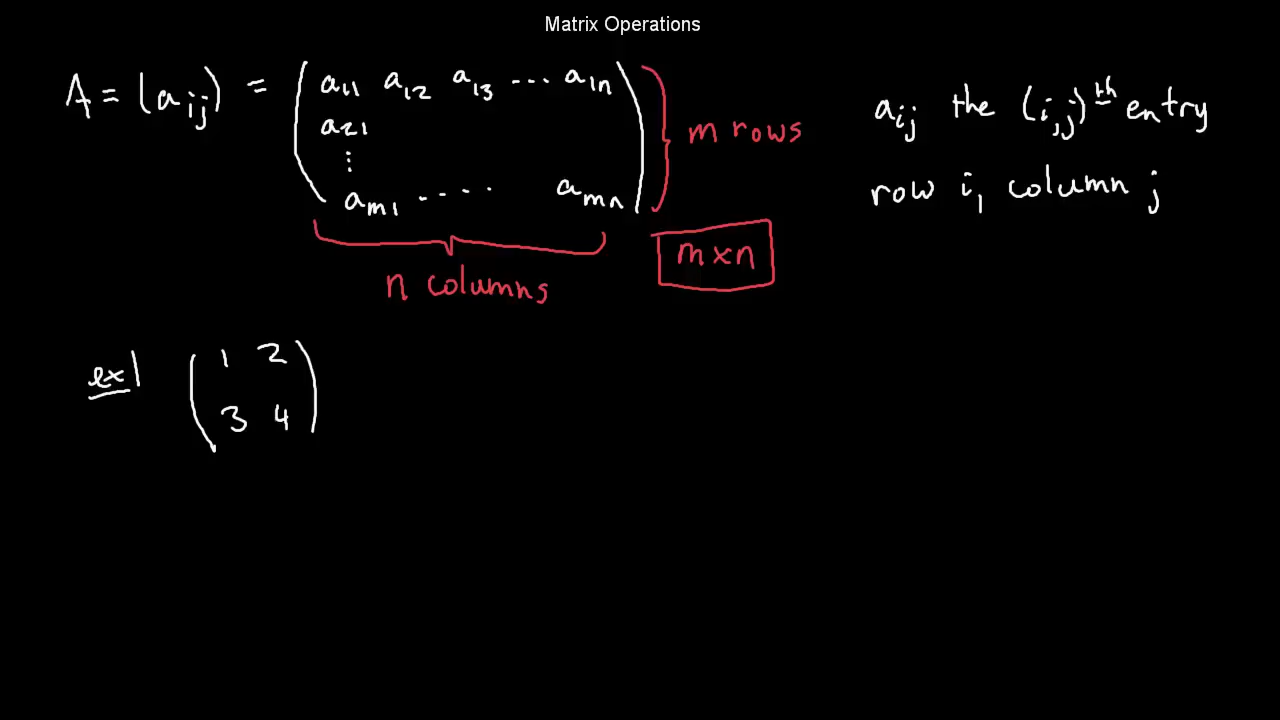 Matrix Operations
A = (aij) = ( a11 a12 a13 ... a1n
a21
⋮
am1 .... amn )
m rows
n columns
m×n
aij the (i,j)th entry
row i, column j
ex| ( 1 2
3 4 )